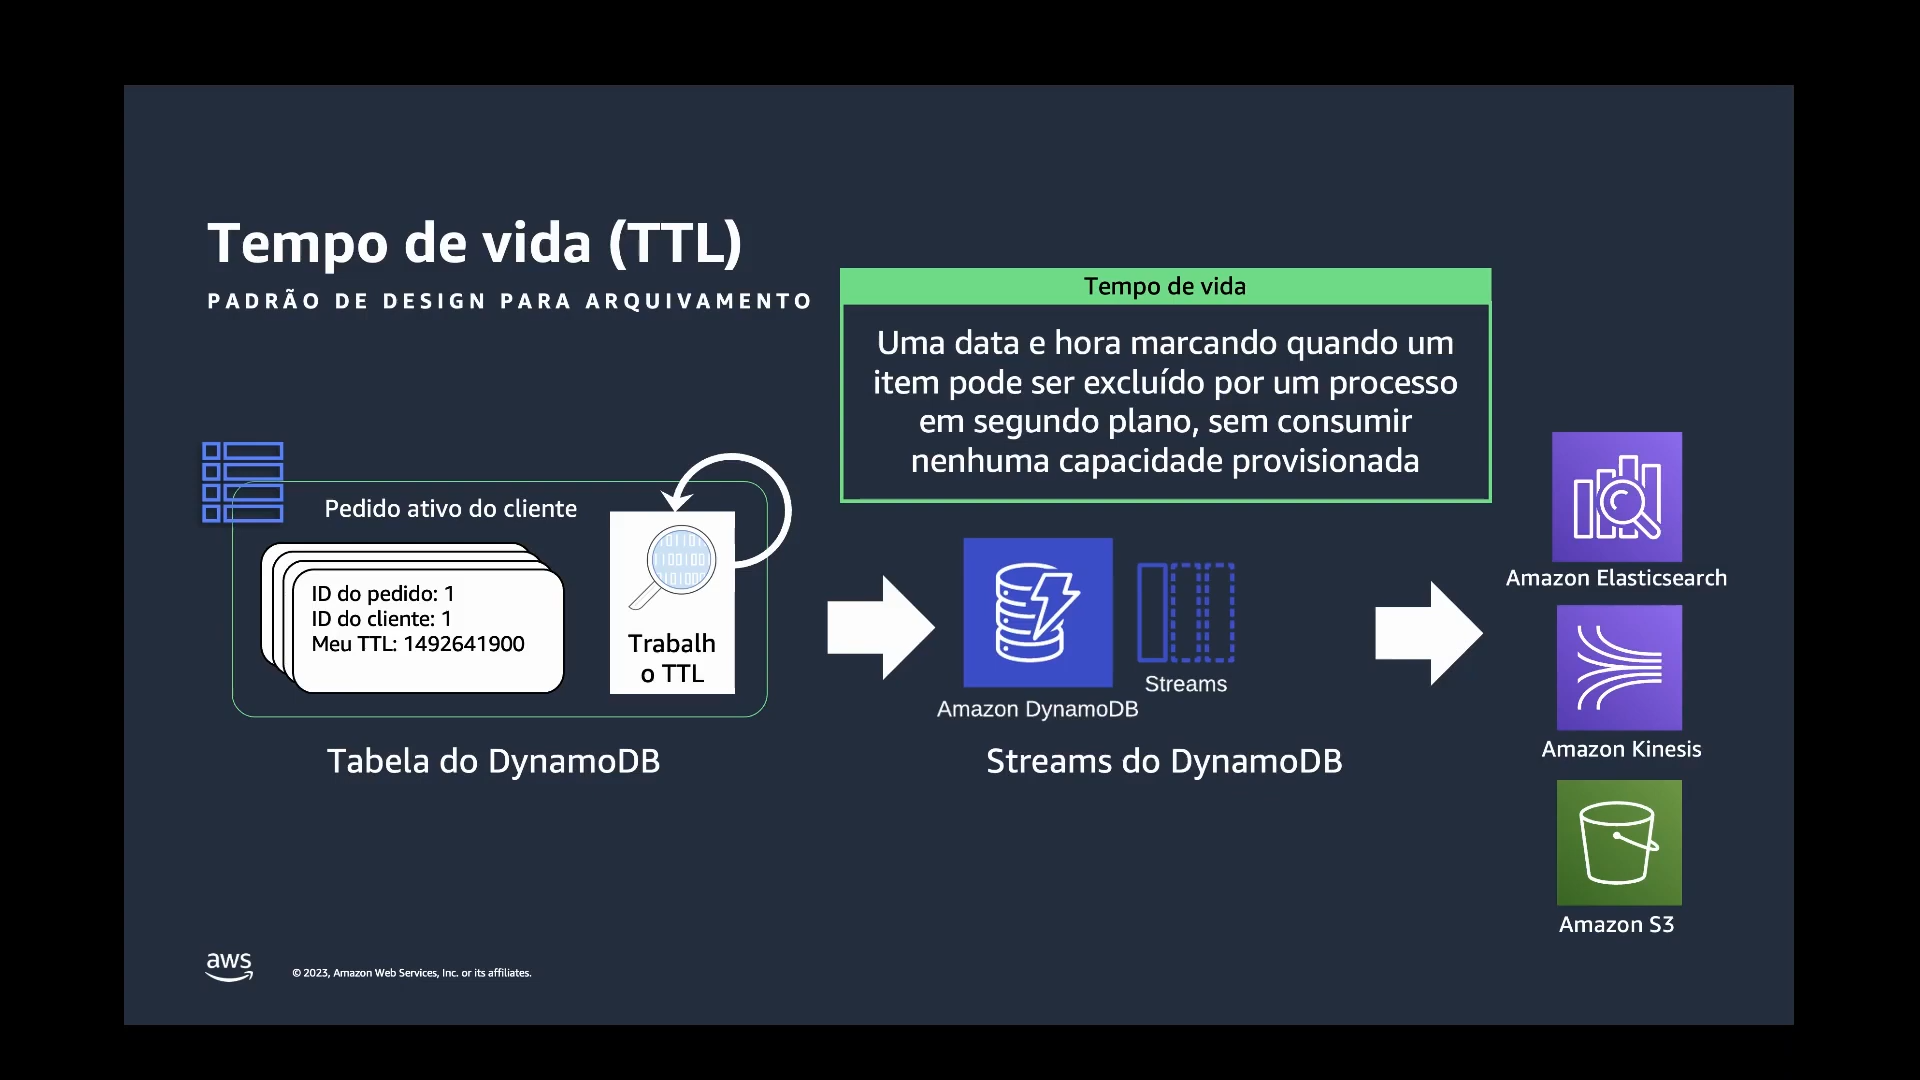 Tempo de vida (TTL)
PADRÃO DE DESIGN PARA ARQUIVAMENTO
Tempo de vida
Uma data e hora marcando quando um
item pode ser excluído por um processo
em segundo plano, sem consumir
nenhuma capacidade provisionada
Pedido ativo do cliente
ID do pedido: 1
ID do cliente: 1
Meu TTL: 1492641900
Trabalh
o TTL
Tabela do DynamoDB
Amazon DynamoDB
Streams
Streams do DynamoDB
Amazon Elasticsearch
Amazon Kinesis
Amazon S3
aws
© 2023, Amazon Web Services, Inc. or its affiliates.